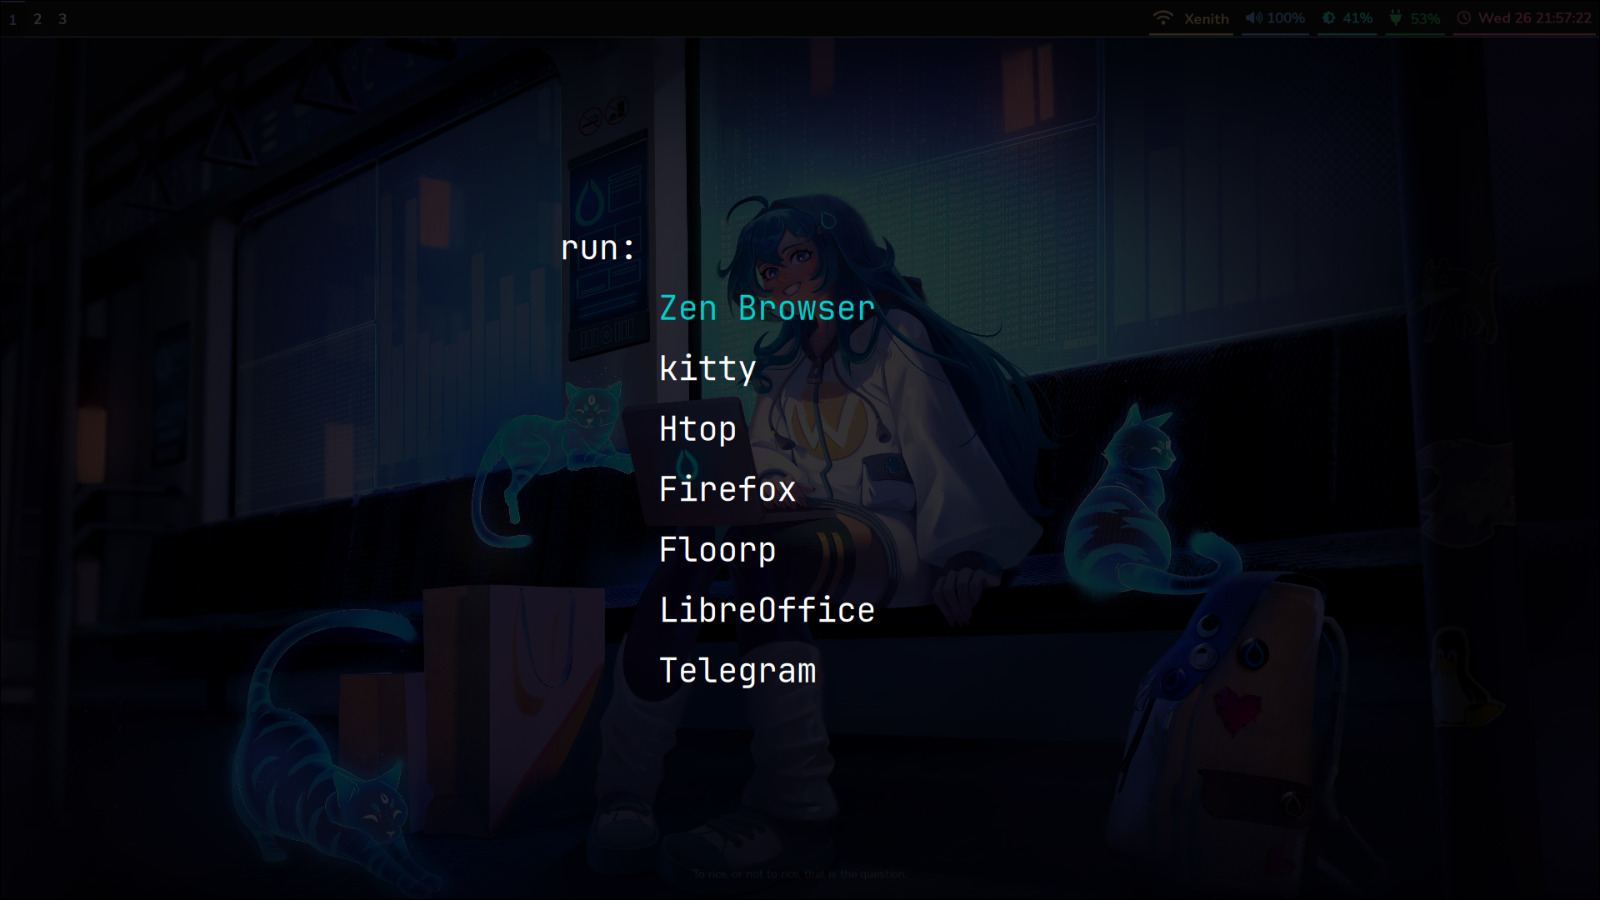 1 2 3 Xenith 100% 41% 53% Wed 26 21:57:22
run:
Zen Browser
kitty
Htop
Firefox
Floorp
LibreOffice
Telegram
W
To rice, or not to rice, that is the question.